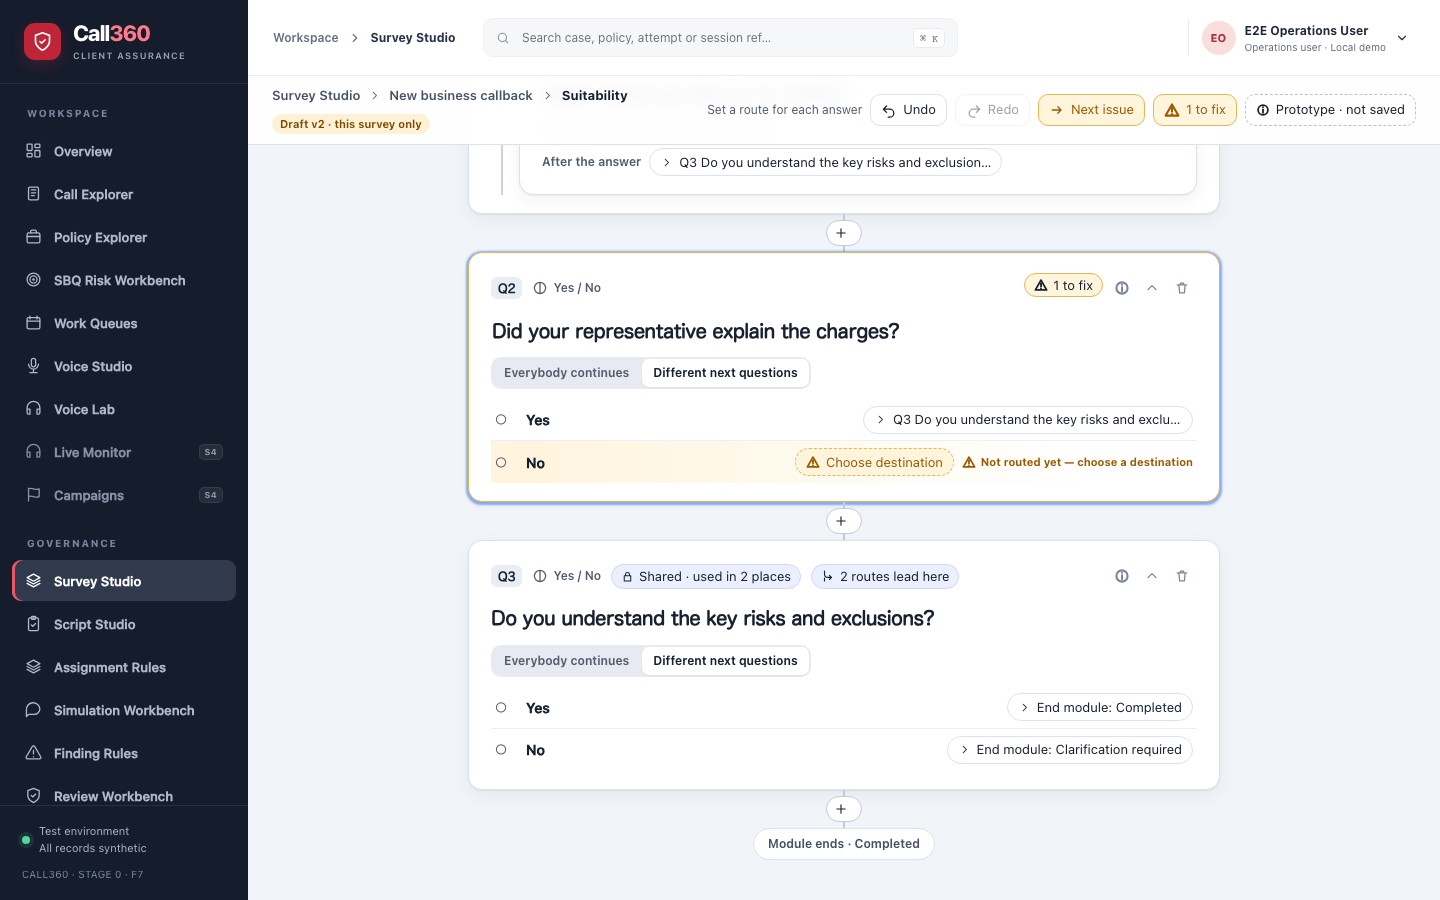 Call360
CLIENT ASSURANCE
WORKSPACE
Overview
Call Explorer
Policy Explorer
SBQ Risk Workbench
Work Queues
Voice Studio
Voice Lab
Live Monitor S4
Campaigns S4
GOVERNANCE
Survey Studio
Script Studio
Assignment Rules
Simulation Workbench
Finding Rules
Review Workbench
Test environment
All records synthetic
CALL360 · STAGE 0 · F7
Workspace > Survey Studio
Search case, policy, attempt or session ref...
⌘ K
EO
E2E Operations User
Operations user · Local demo
Survey Studio > New business callback > Suitability
Draft v2 · this survey only
Set a route for each answer
Undo
Redo
Next issue
1 to fix
Prototype · not saved
After the answer
Q3 Do you understand the key risks and exclusion...
+
Q2 Yes / No
1 to fix
Did your representative explain the charges?
Everybody continues Different next questions
Yes
Q3 Do you understand the key risks and exclu...
No
Choose destination
Not routed yet — choose a destination
+
Q3 Yes / No
Shared · used in 2 places
2 routes lead here
Do you understand the key risks and exclusions?
Everybody continues Different next questions
Yes
End module: Completed
No
End module: Clarification required
+
Module ends · Completed